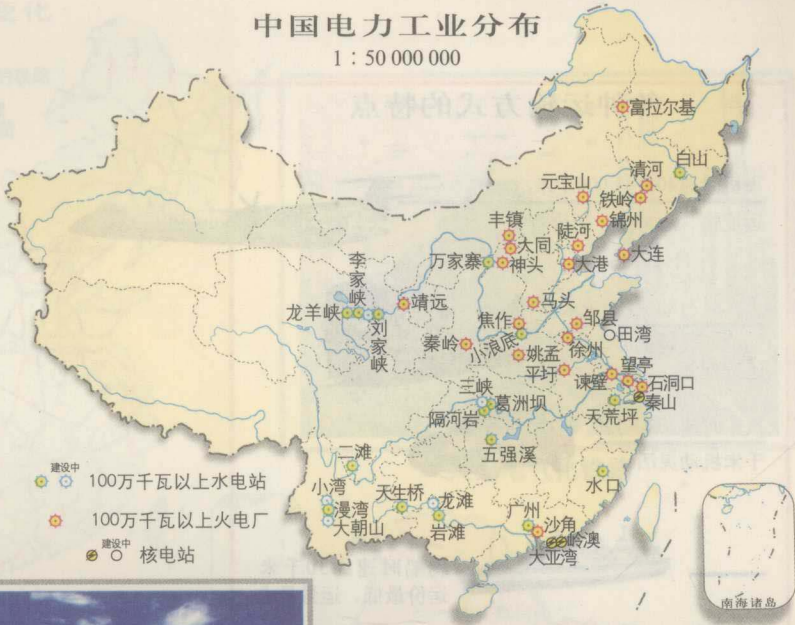 中国电力工业分布
1：50 000 000
富拉尔基
白山
清河
元宝山
铁岭
锦州
丰镇
大同
陡河
万家寨
神头
大港
大连
李家峡
龙羊峡
刘家峡
靖远
马头
焦作
邹县
田湾
秦岭
小浪底
姚孟
徐州
平圩
谏壁
望亭
石洞口
秦山
三峡
葛洲坝
隔河岩
天荒坪
五强溪
二滩
水口
小湾
漫湾
大朝山
天生桥
龙滩
岩滩
广州
沙角
岭澳
大亚湾
建设中
100万千瓦以上水电站
100万千瓦以上火电厂
建设中
核电站
南海诸岛